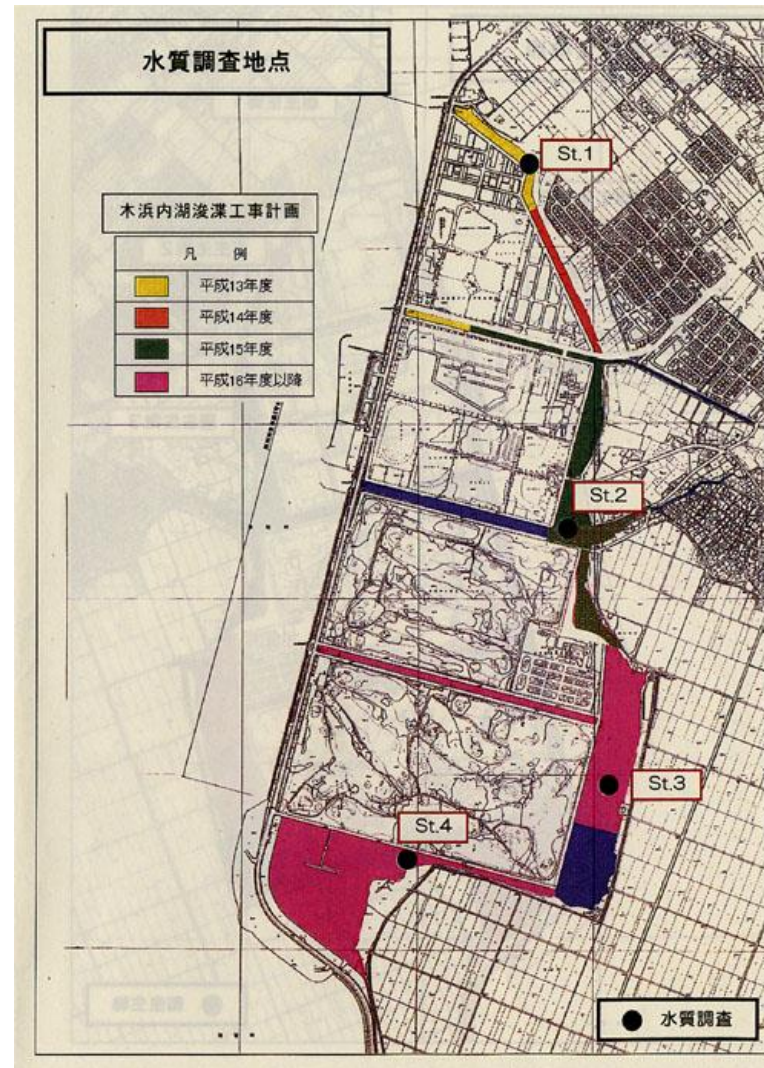 水質調査地点
St.1
木浜内湖浚渫工事計画
凡 例
平成13年度
平成14年度
平成15年度
平成16年度以降
St.2
St.3
St.4
水質調査